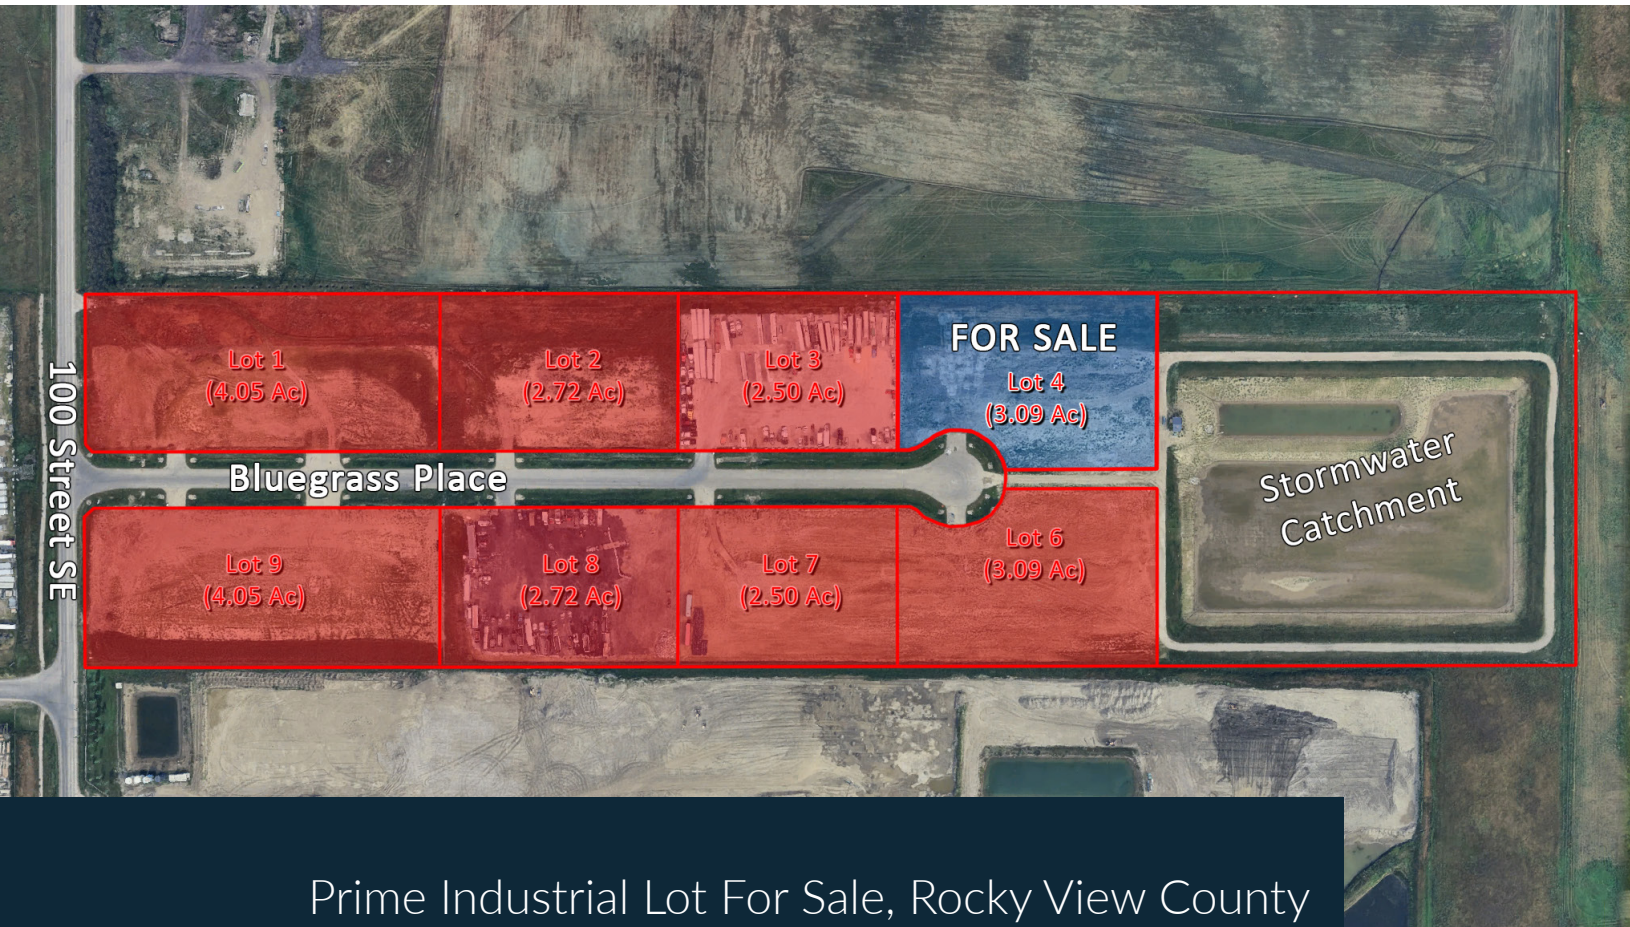 FOR SALE
Lot 1
(4.05 Ac)
Lot 2
(2.72 Ac)
Lot 3
(2.50 Ac)
Lot 4
(3.09 Ac)
100 Street SE
Bluegrass Place
Stormwater
Catchment
Lot 9
(4.05 Ac)
Lot 8
(2.72 Ac)
Lot 7
(2.50 Ac)
Lot 6
(3.09 Ac)
Prime Industrial Lot For Sale, Rocky View County